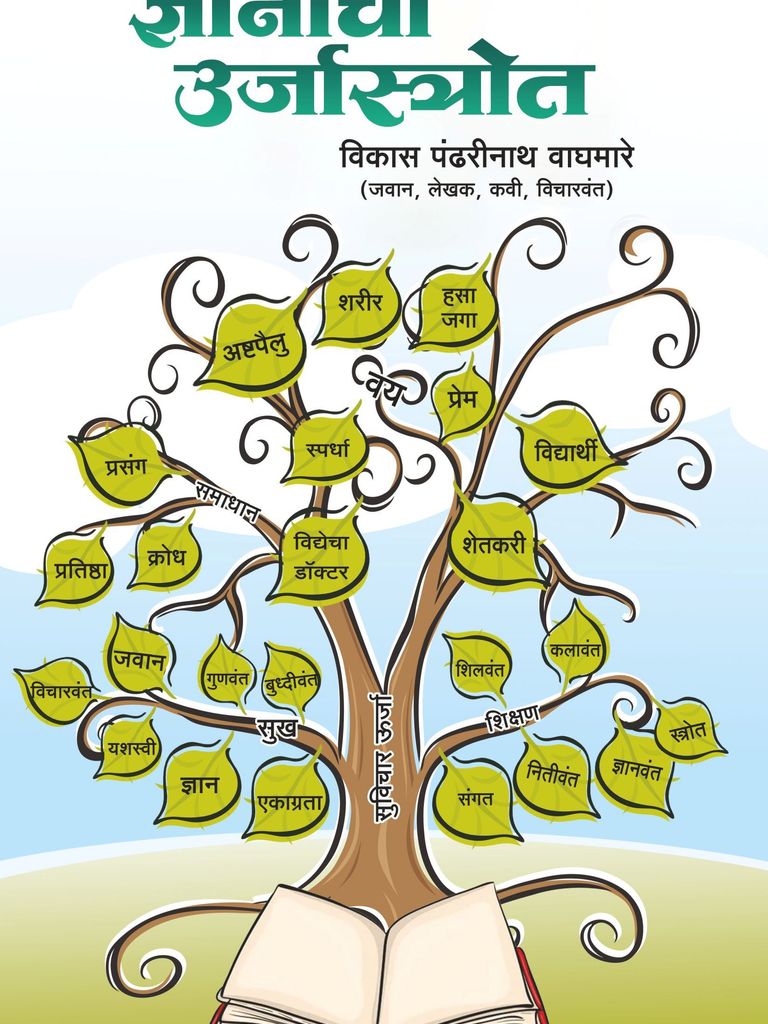 ज्ञानाचा
उर्जास्त्रोत
विकास पंढरीनाथ वाघमारे
(जवान, लेखक, कवी, विचारवंत)
शरीर
हसा
जगा
अष्टपैलु
वय
प्रेम
प्रसंग
स्पर्धा
विद्यार्थी
समाधान
प्रतिष्ठा
क्रोध
विद्येचा
डॉक्टर
शेतकरी
जवान
गुणवंत
बुध्दीवंत
शिलवंत
कलावंत
विचारवंत
यशस्वी
सुख
सुविचार ऊर्जा
शिक्षण
स्त्रोत
ज्ञान
एकाग्रता
संगत
नितीवंत
ज्ञानवंत